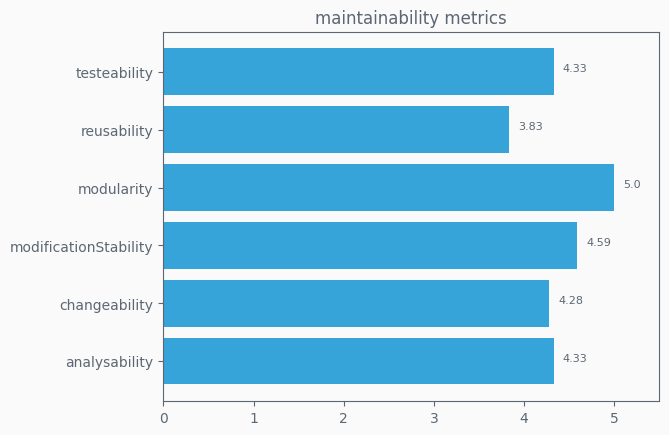 maintainability metrics
testeability
4.33
reusability
3.83
modularity
5.0
modificationStability
4.59
changeability
4.28
analysability
4.33
0 1 2 3 4 5